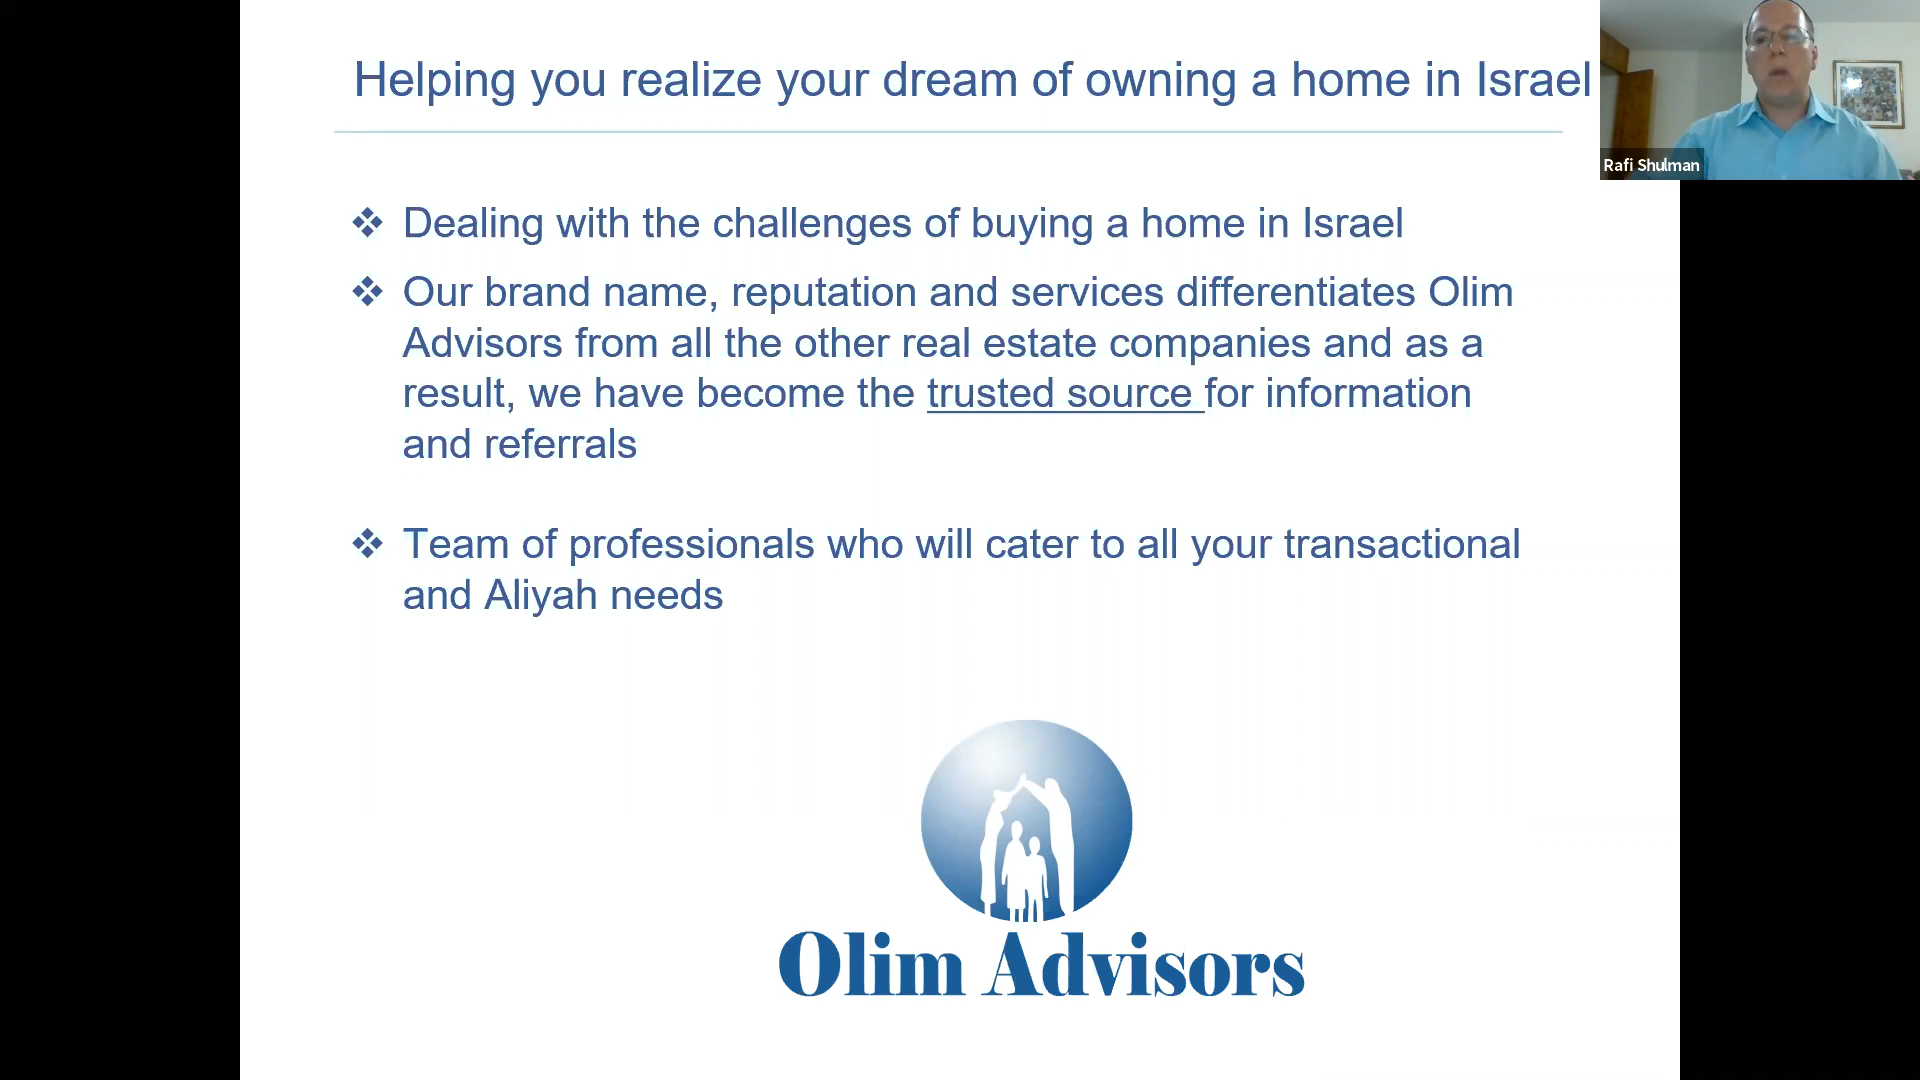 Helping you realize your dream of owning a home in Israel
Rafi Shulman
❖ Dealing with the challenges of buying a home in Israel
❖ Our brand name, reputation and services differentiates Olim
Advisors from all the other real estate companies and as a
result, we have become the trusted source for information
and referrals
❖ Team of professionals who will cater to all your transactional
and Aliyah needs
Olim Advisors